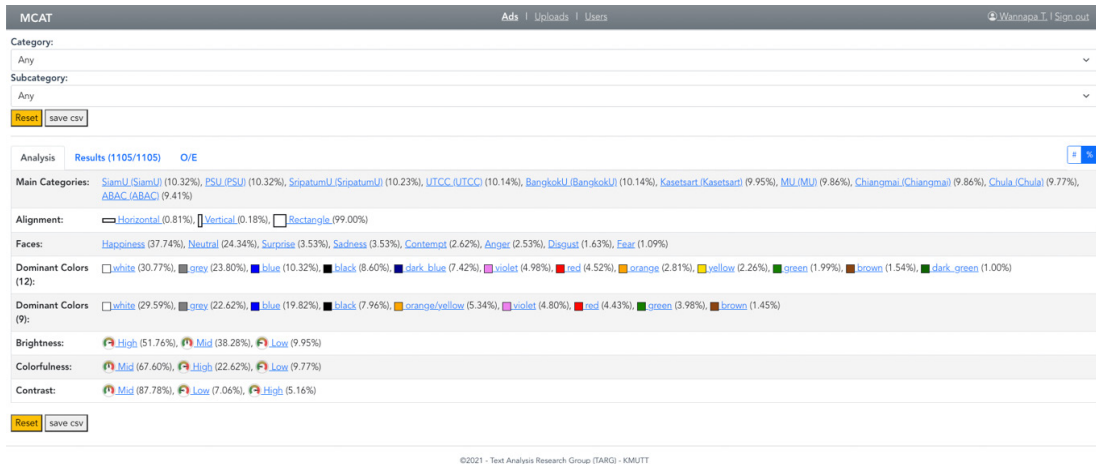 MCAT Ads | Uploads | Users Wannapa T. | Sign out
Category:
Any
Subcategory:
Any
Reset save csv
Analysis Results (1105/1105) O/E # %
Main Categories: SiamU (SiamU) (10.32%), PSU (PSU) (10.32%), SripatumU (SripatumU) (10.23%), UTCC (UTCC) (10.14%), BangkokU (BangkokU) (10.14%), Kasetsart (Kasetsart) (9.95%), MU (MU) (9.86%), Chiangmai (Chiangmai) (9.86%), Chula (Chula) (9.77%),
ABAC (ABAC) (9.41%)
Alignment: Horizontal (0.81%), Vertical (0.18%), Rectangle (99.00%)
Faces: Happiness (37.74%), Neutral (24.34%), Surprise (3.53%), Sadness (3.53%), Contempt (2.62%), Anger (2.53%), Disgust (1.63%), Fear (1.09%)
Dominant Colors white (30.77%), grey (23.80%), blue (10.32%), black (8.60%), dark blue (7.42%), violet (4.98%), red (4.52%), orange (2.81%), yellow (2.26%), green (1.99%), brown (1.54%), dark green (1.00%)
(12):
Dominant Colors white (29.59%), grey (22.62%), blue (19.82%), black (7.96%), orange/yellow (5.34%), violet (4.80%), red (4.43%), green (3.98%), brown (1.45%)
(9):
Brightness: High (51.76%), Mid (38.28%), Low (9.95%)
Colorfulness: Mid (67.60%), High (22.62%), Low (9.77%)
Contrast: Mid (87.78%), Low (7.06%), High (5.16%)
Reset save csv
©2021 - Text Analysis Research Group (TARG) - KMUTT